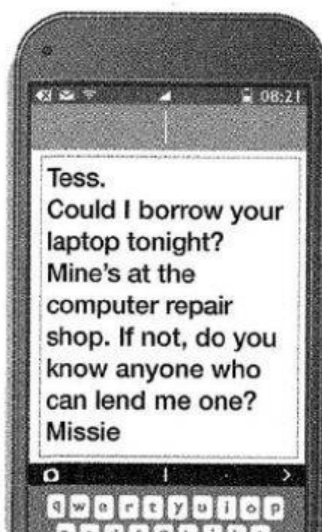 08:21
Tess.
Could I borrow your
laptop tonight?
Mine's at the
computer repair
shop. If not, do you
know anyone who
can lend me one?
Missie
q w e r t y u i o p